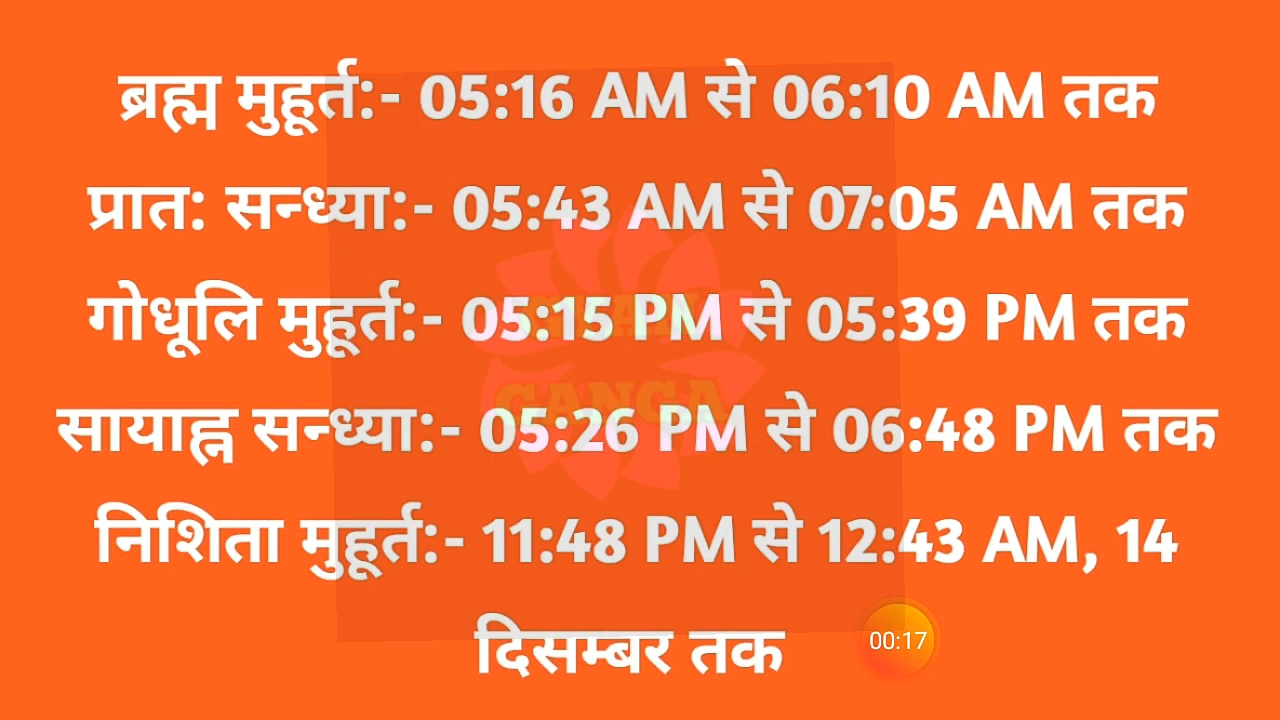 ब्रह्म मुहूर्त:- 05:16 AM से 06:10 AM तक
प्रात: सन्ध्या:- 05:43 AM से 07:05 AM तक
गोधूलि मुहूर्त:- 05:15 PM से 05:39 PM तक
सायाह्न सन्ध्या:- 05:26 PM से 06:48 PM तक
निशिता मुहूर्त:- 11:48 PM से 12:43 AM, 14
दिसम्बर तक
GANGA
00:17